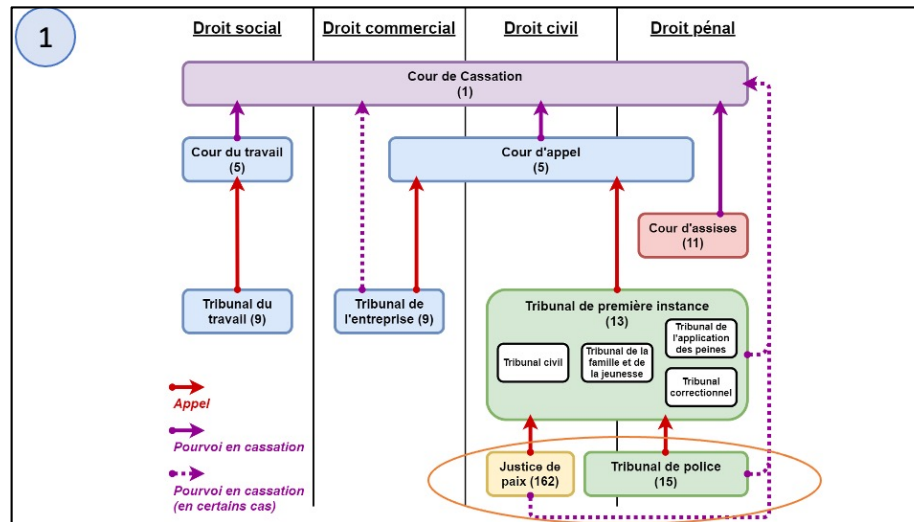 1
Droit social
Droit commercial
Droit civil
Droit pénal
Cour de Cassation
(1)
Cour du travail
(5)
Cour d'appel
(5)
Cour d'assises
(11)
Tribunal du
travail (9)
Tribunal de
l'entreprise (9)
Tribunal de première instance
(13)
Tribunal civil
Tribunal de la
famille et de
la jeunesse
Tribunal de
l'application
des peines
Tribunal
correctionnel
Appel
Pourvoi en cassation
Pourvoi en cassation
(en certains cas)
Justice de
paix (162)
Tribunal de police
(15)